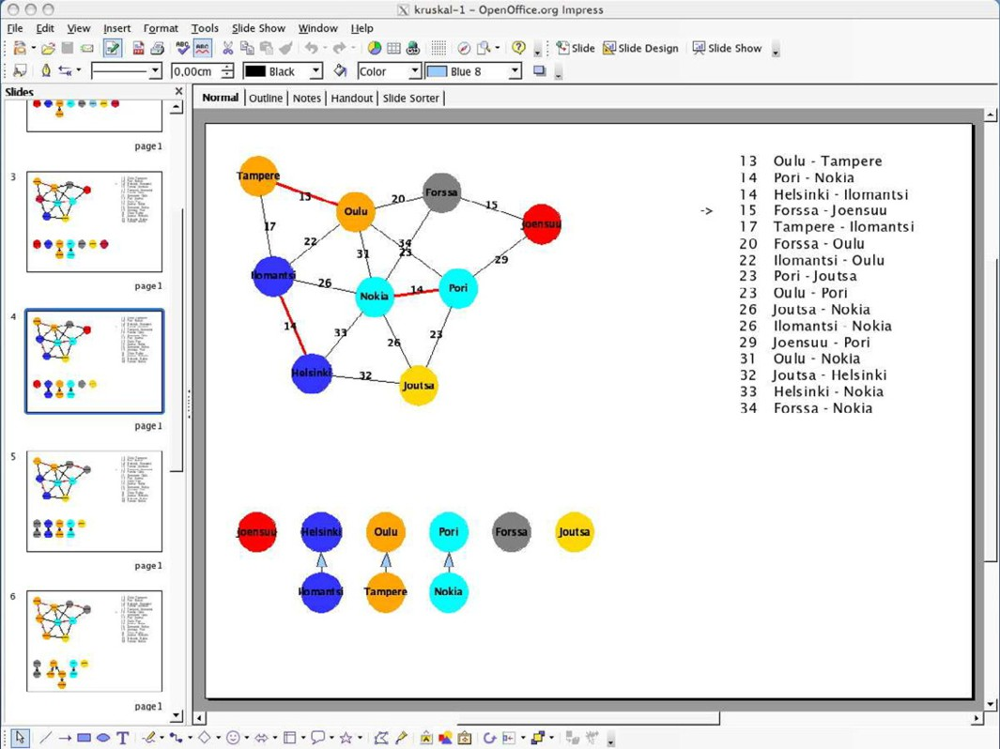 kruskal-1 - OpenOffice.org Impress
File Edit View Insert Format Tools Slide Show Window Help
Slide Slide Design Slide Show
0,00cm Black Color Blue 8
Slides
Normal Outline Notes Handout Slide Sorter
page1
3
page1
4
page1
5
page1
6
page1
Tampere
13
Oulu
20
Forssa
15
Joensuu
17
22
31
34
23
29
Ilomantsi
26
Nokia
14
Pori
14
33
26
23
Helsinki
32
Joutsa
13 Oulu - Tampere
14 Pori - Nokia
14 Helsinki - Ilomantsi
-> 15 Forssa - Joensuu
17 Tampere - Ilomantsi
20 Forssa - Oulu
22 Ilomantsi - Oulu
23 Pori - Joutsa
23 Oulu - Pori
26 Joutsa - Nokia
26 Ilomantsi - Nokia
29 Joensuu - Pori
31 Oulu - Nokia
32 Joutsa - Helsinki
33 Helsinki - Nokia
34 Forssa - Nokia
Joensuu Helsinki Oulu Pori Forssa Joutsa
Ilomantsi Tampere Nokia